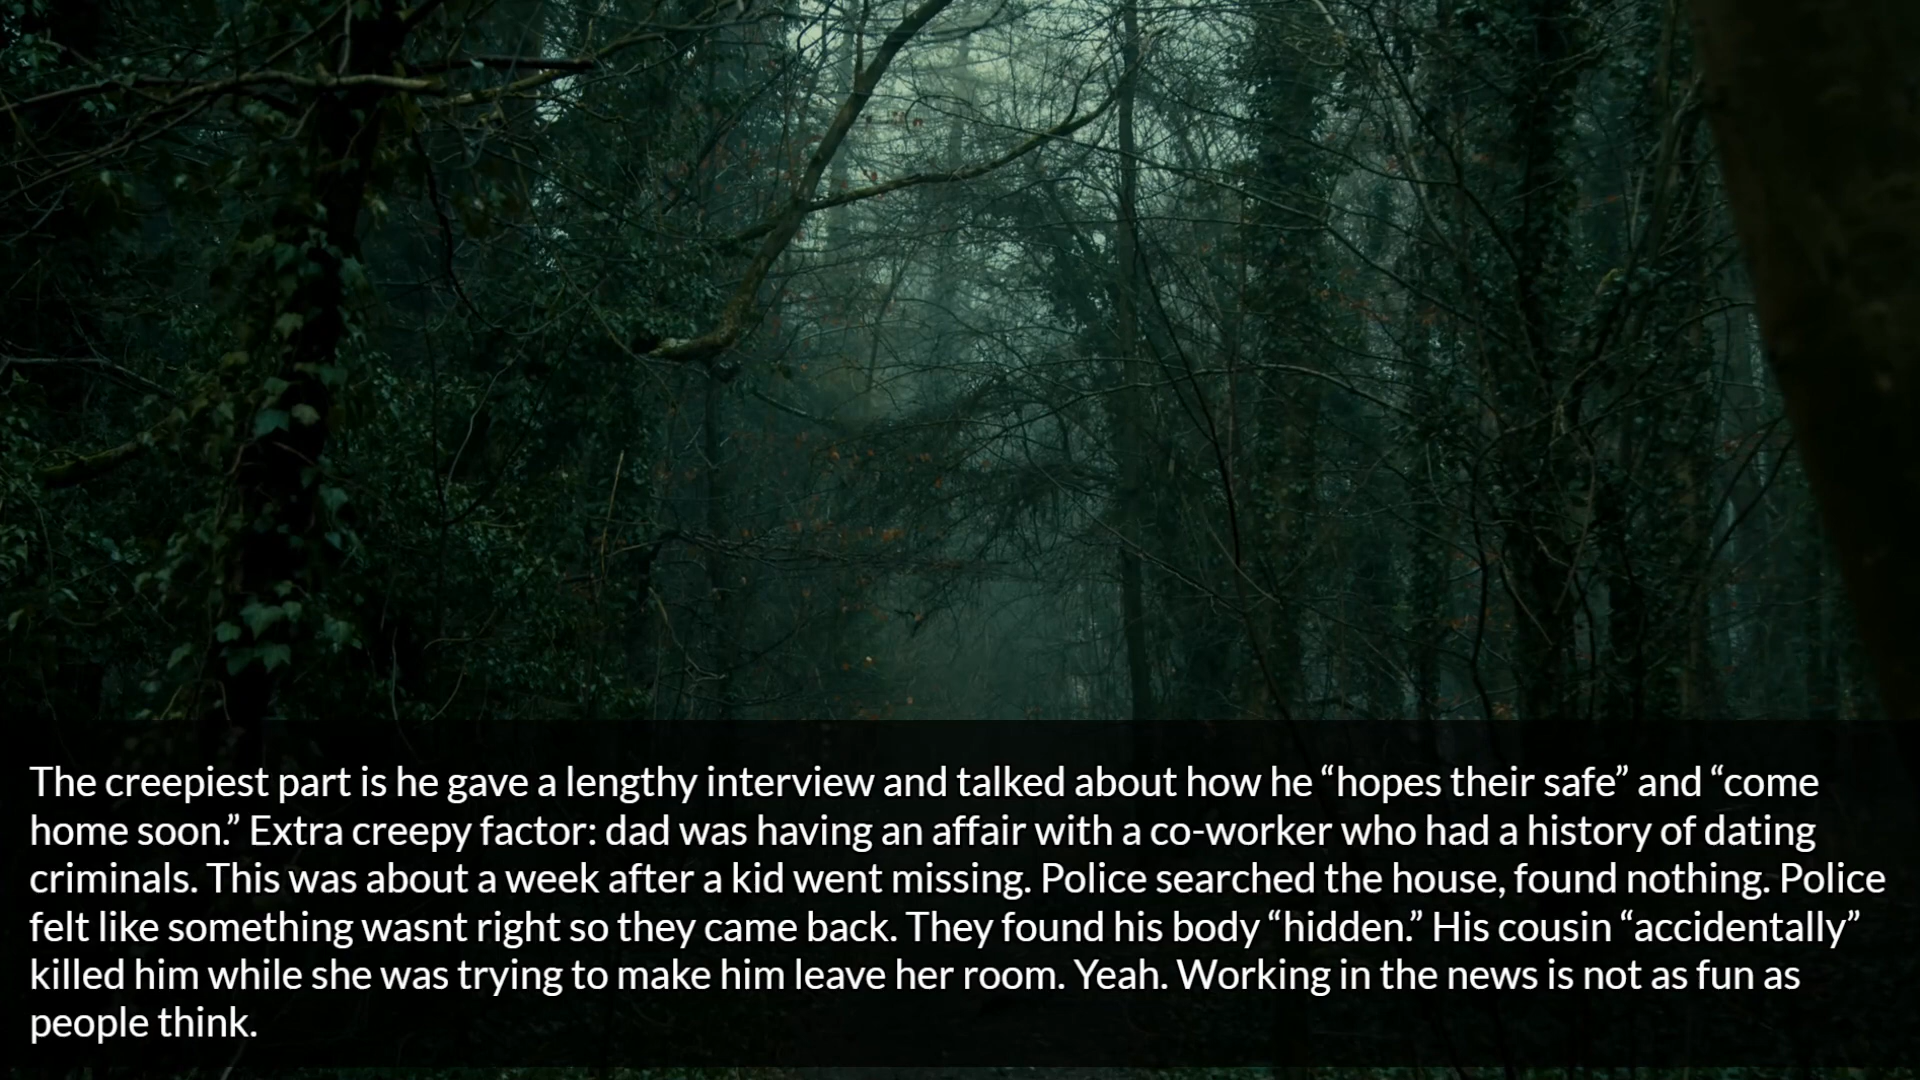 The creepiest part is he gave a lengthy interview and talked about how he “hopes their safe” and “come
home soon.” Extra creepy factor: dad was having an affair with a co-worker who had a history of dating
criminals. This was about a week after a kid went missing. Police searched the house, found nothing. Police
felt like something wasnt right so they came back. They found his body “hidden.” His cousin “accidentally”
killed him while she was trying to make him leave her room. Yeah. Working in the news is not as fun as
people think.